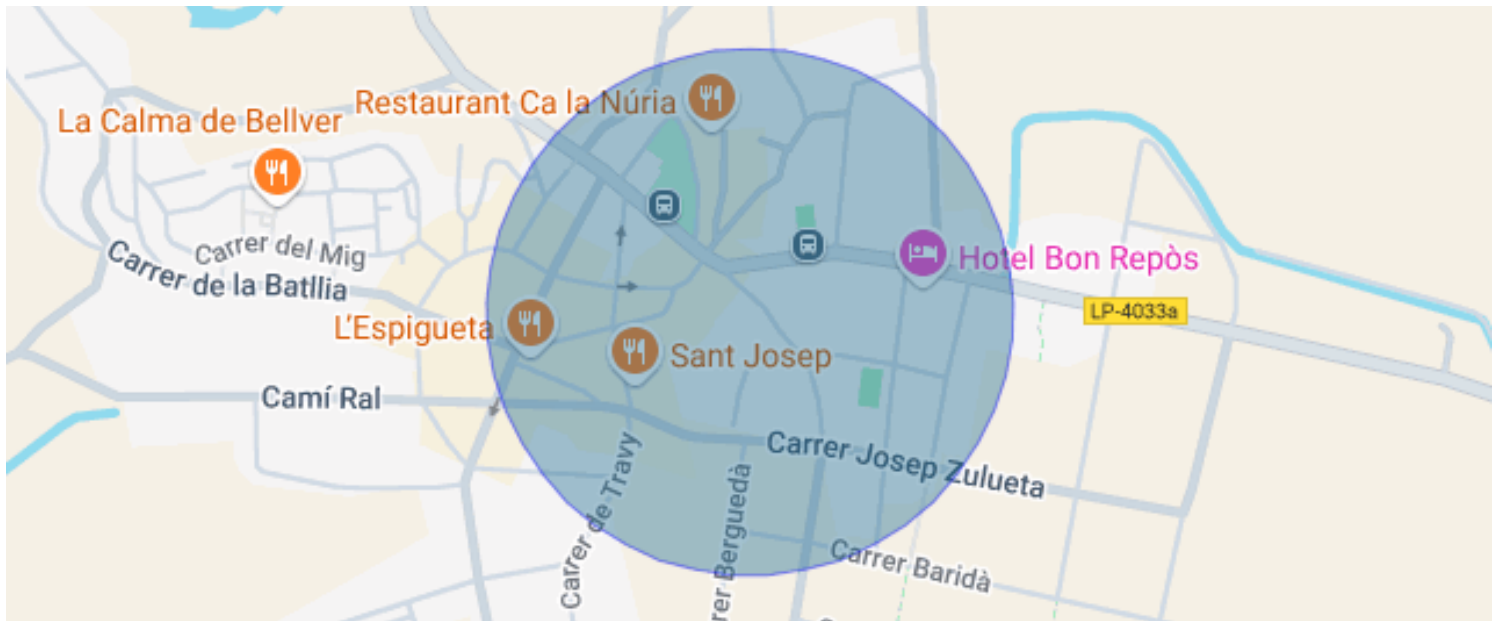 Restaurant Ca la Núria
La Calma de Bellver
Carrer del Mig
Carrer de la Batllia
Hotel Bon Repòs
LP-4033a
L'Espigueta
Sant Josep
Camí Ral
Carrer Josep Zulueta
Carrer de Travy
rer Berguedà
Carrer Baridà